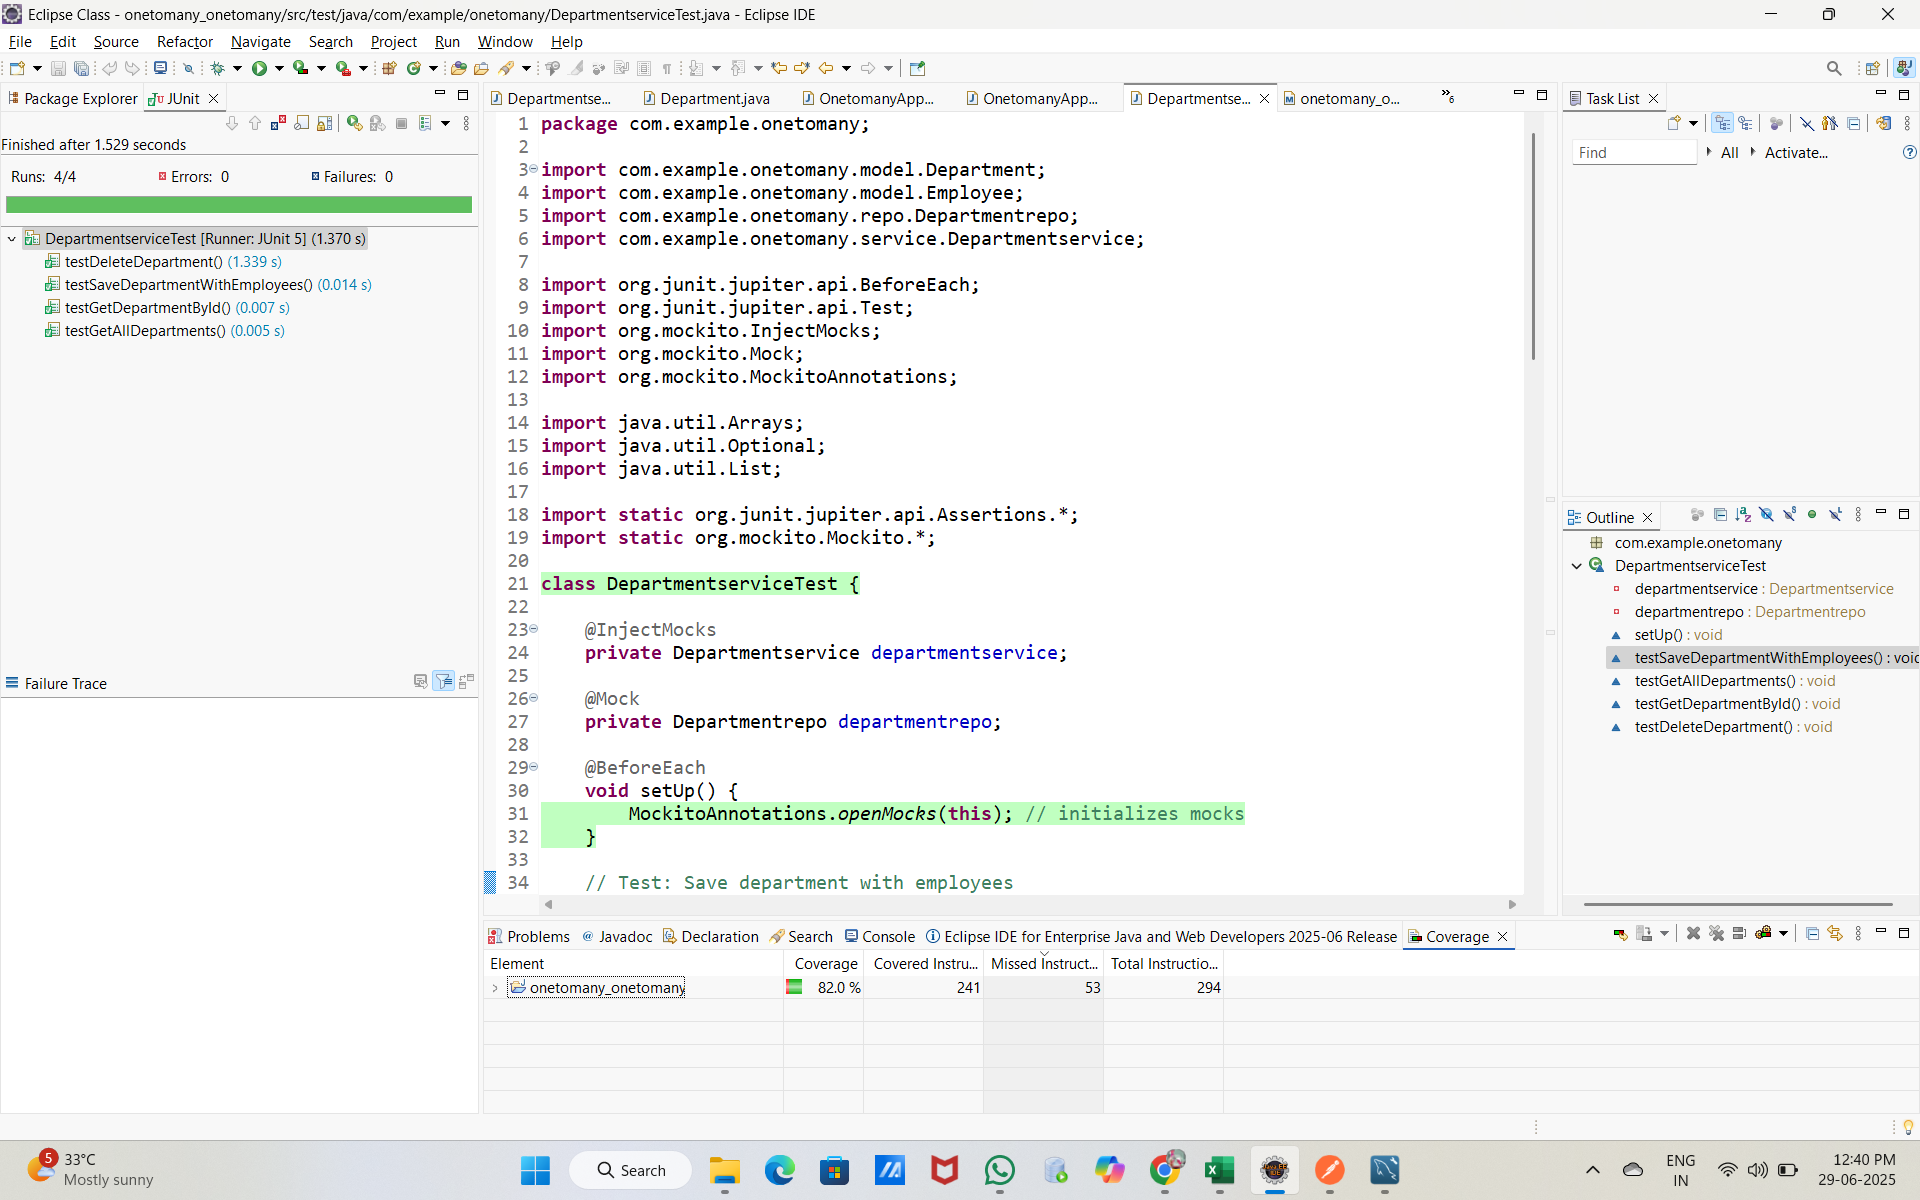 Eclipse Class - onetomany_onetomany/src/test/java/com/example/onetomany/DepartmentserviceTest.java - Eclipse IDE
File Edit Source Refactor Navigate Search Project Run Window Help
Package Explorer JUnit
Finished after 1.529 seconds
Runs: 4/4 Errors: 0 Failures: 0
DepartmentserviceTest [Runner: JUnit 5] (1.370 s)
testDeleteDepartment() (1.339 s)
testSaveDepartmentWithEmployees() (0.014 s)
testGetDepartmentById() (0.007 s)
testGetAllDepartments() (0.005 s)
Failure Trace
Departmentse... Department.java OnetomanyApp... OnetomanyApp... Departmentse... onetomany_o... »6
1 package com.example.onetomany;
2
3 import com.example.onetomany.model.Department;
4 import com.example.onetomany.model.Employee;
5 import com.example.onetomany.repo.Departmentrepo;
6 import com.example.onetomany.service.Departmentservice;
7
8 import org.junit.jupiter.api.BeforeEach;
9 import org.junit.jupiter.api.Test;
10 import org.mockito.InjectMocks;
11 import org.mockito.Mock;
12 import org.mockito.MockitoAnnotations;
13
14 import java.util.Arrays;
15 import java.util.Optional;
16 import java.util.List;
17
18 import static org.junit.jupiter.api.Assertions.*;
19 import static org.mockito.Mockito.*;
20
21 class DepartmentserviceTest {
22
23 @InjectMocks
24 private Departmentservice departmentservice;
25
26 @Mock
27 private Departmentrepo departmentrepo;
28
29 @BeforeEach
30 void setUp() {
31 MockitoAnnotations.openMocks(this); // initializes mocks
32 }
33
34 // Test: Save department with employees
Task List
Find All Activate...
Outline
com.example.onetomany
DepartmentserviceTest
departmentservice : Departmentservice
departmentrepo : Departmentrepo
setUp() : void
testSaveDepartmentWithEmployees() : voic
testGetAllDepartments() : void
testGetDepartmentById() : void
testDeleteDepartment() : void
Problems Javadoc Declaration Search Console Eclipse IDE for Enterprise Java and Web Developers 2025-06 Release Coverage
Element Coverage Covered Instru... Missed Instruct... Total Instructio...
onetomany_onetomany 82.0 % 241 53 294
5
33°C
Mostly sunny
Search
ENG
IN
12:40 PM
29-06-2025